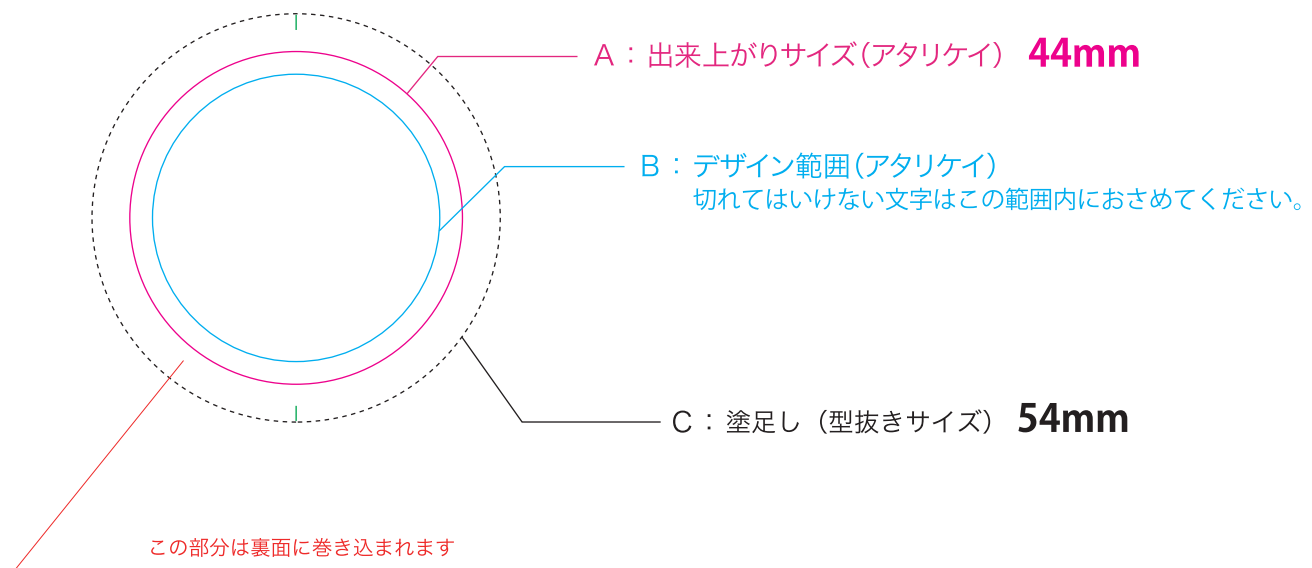 A：出来上がりサイズ（アタリケイ） 44mm
B：デザイン範囲（アタリケイ）
切れてはいけない文字はこの範囲内におさめてください。
C：塗足し（型抜きサイズ） 54mm
この部分は裏面に巻き込まれます